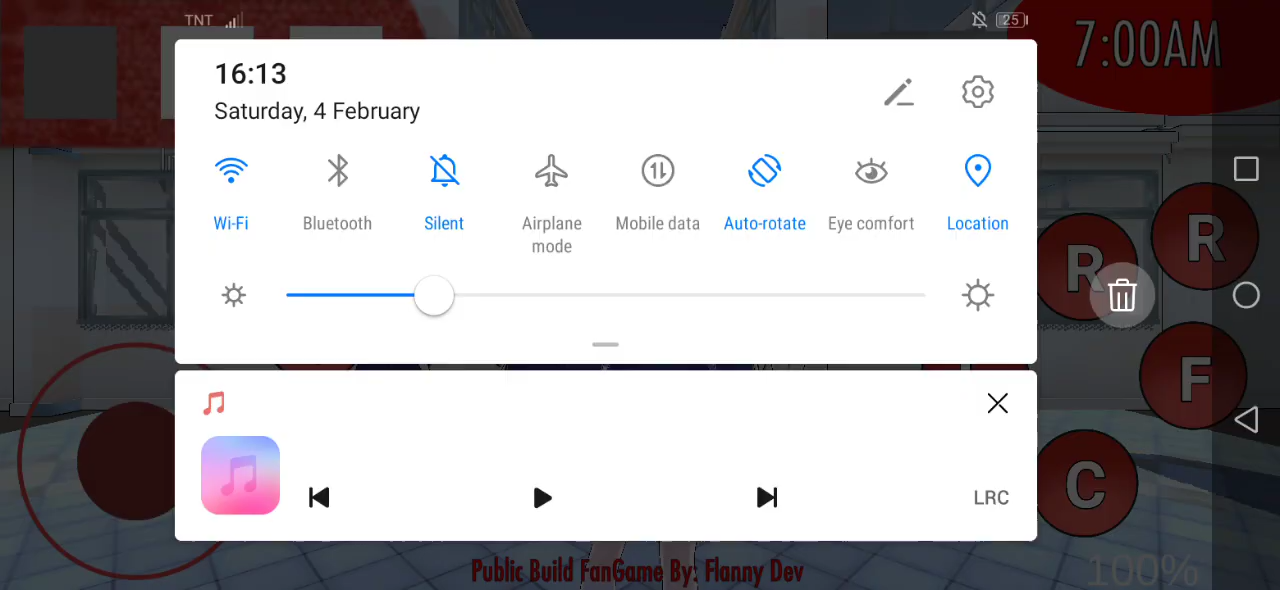 TNT
25
7:00AM
16:13
Saturday, 4 February
Wi-Fi
Bluetooth
Silent
Airplane
mode
Mobile data
Auto-rotate
Eye comfort
Location
R
R
F
C
LRC
Public Build FanGame By: Flanny Dev
100%